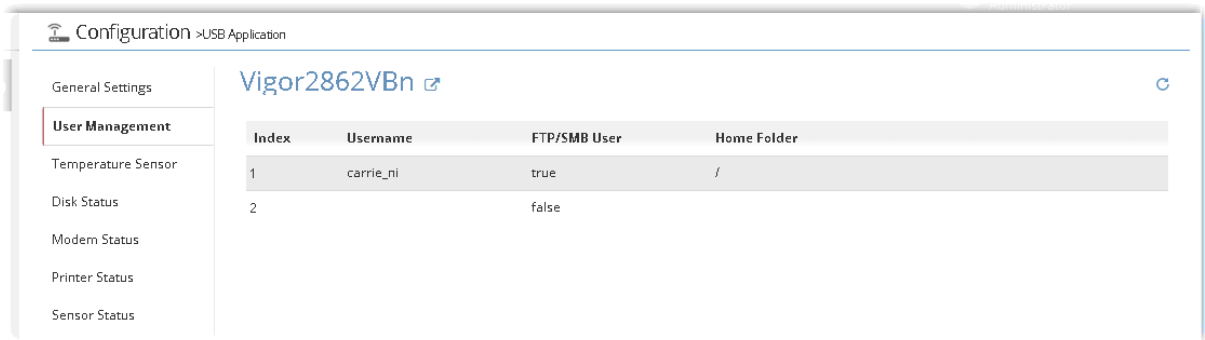 Administrator
Configuration >USB Application
General Settings
User Management
Temperature Sensor
Disk Status
Modem Status
Printer Status
Sensor Status
Vigor2862VBn
Index Username FTP/SMB User Home Folder
1 carrie_ni true /
2 false